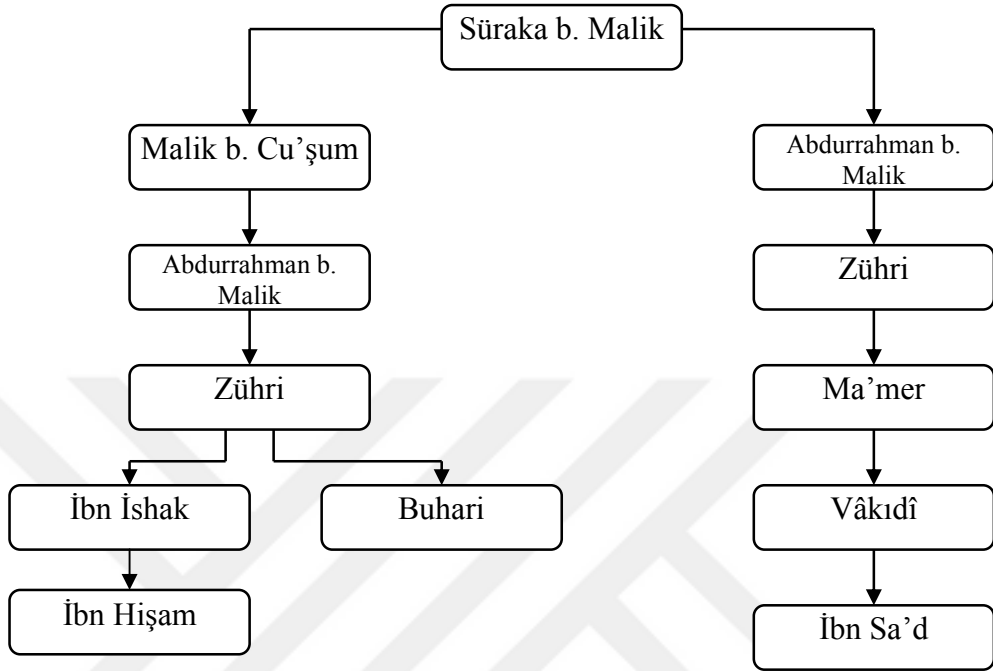 Süraka b. Malik
Malik b. Cu’şum
Abdurrahman b.
Malik
Abdurrahman b.
Malik
Zühri
Zühri
Ma’mer
İbn İshak
Buhari
Vâkıdî
İbn Hişam
İbn Sa’d